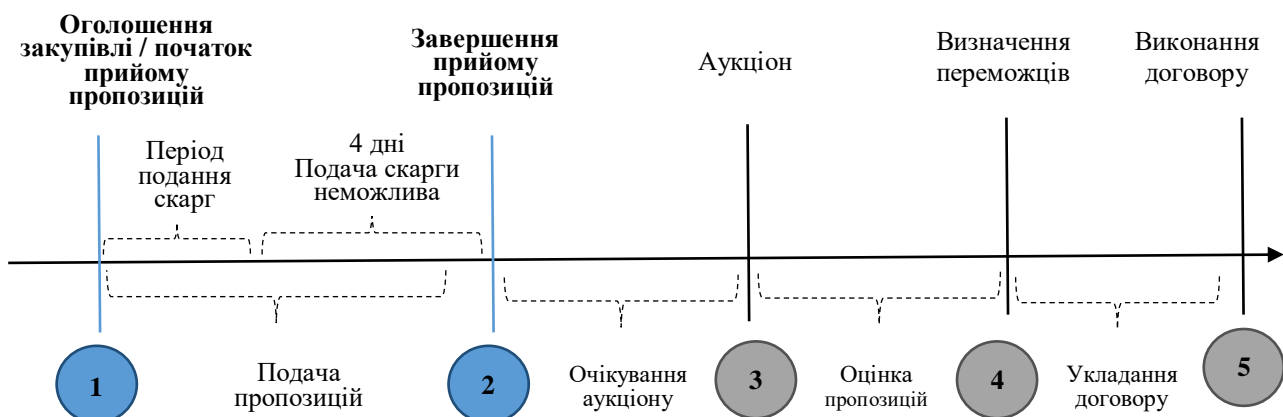 Оголошення
закупівлі / початок
прийому
пропозицій
Завершення
прийому
пропозицій
Аукціон
Визначення
переможців
Виконання
договору
Період
подання
скарг
4 дні
Подача скарги
неможлива
1
Подача
пропозицій
2
Очікування
аукціону
3
Оцінка
пропозицій
4
Укладання
договору
5